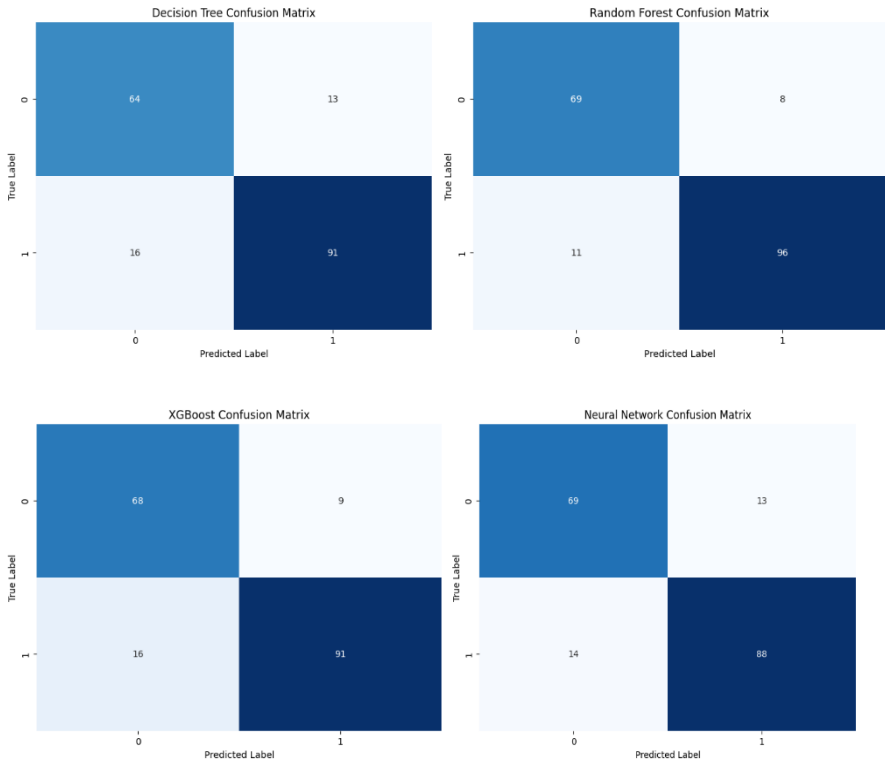 Decision Tree Confusion Matrix
True Label
0
64
13
1
16
91
0
1
Predicted Label
Random Forest Confusion Matrix
True Label
0
69
8
1
11
96
0
1
Predicted Label
XGBoost Confusion Matrix
True Label
0
68
9
1
16
91
0
1
Predicted Label
Neural Network Confusion Matrix
True Label
0
69
13
1
14
88
0
1
Predicted Label